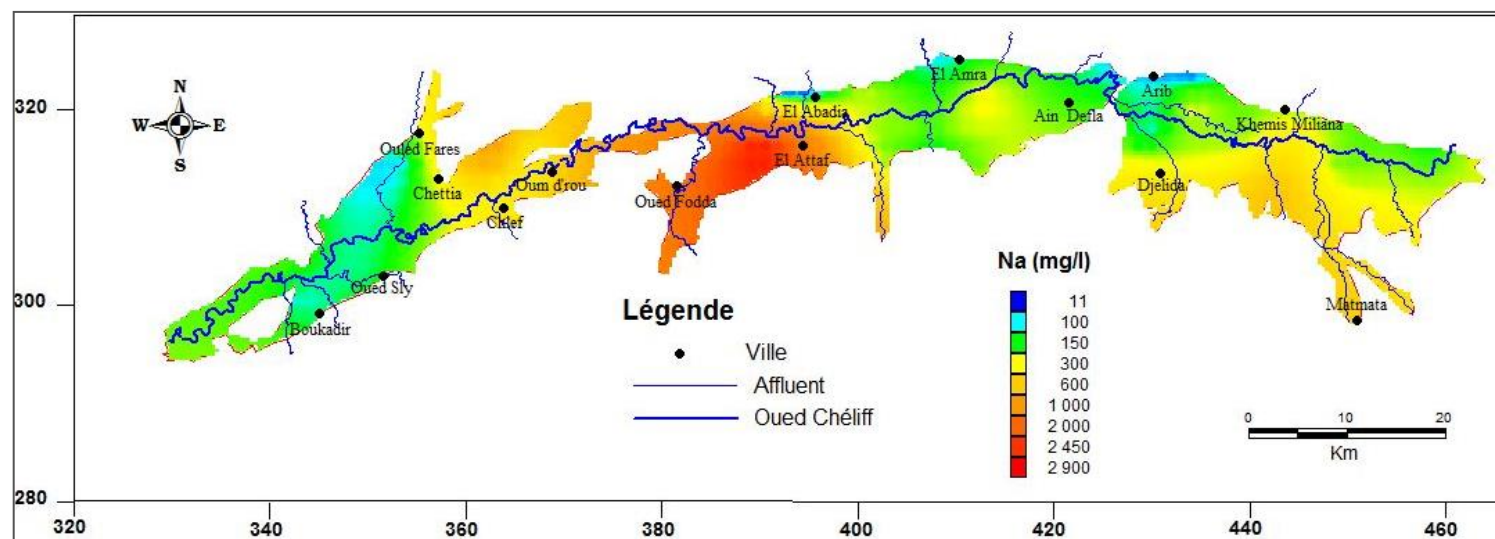 N
W E
S
320
300
280
320 340 360 380 400 420 440 460
Ouled Fares
Chettia
Oum d'rou
Chlef
Oued Sly
Boukadir
Oued Fodda
El Abadia
El Attaf
El Amra
Ain Defla
Arib
Khemis Miliana
Djelida
Matmata
Légende
Ville
Affluent
Oued Chéliff
Na (mg/l)
11
100
150
300
600
1 000
2 000
2 450
2 900
0 10 20
Km